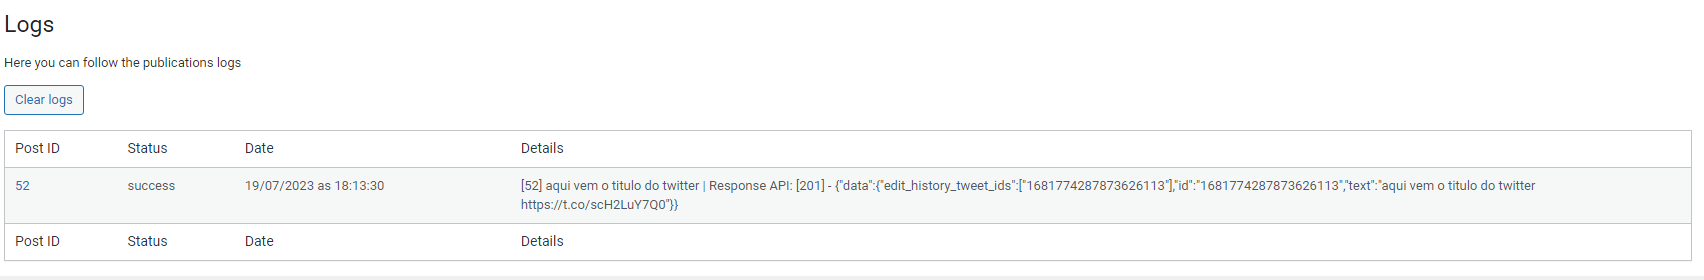 Logs
Here you can follow the publications logs
Clear logs
Post ID Status Date Details
52 success 19/07/2023 as 18:13:30 [52] aqui vem o titulo do twitter | Response API: [201] - {"data":{"edit_history_tweet_ids":["1681774287873626113"],"id":"1681774287873626113","text":"aqui vem o titulo do twitter
https://t.co/scH2LuY7Q0"}}
Post ID Status Date Details